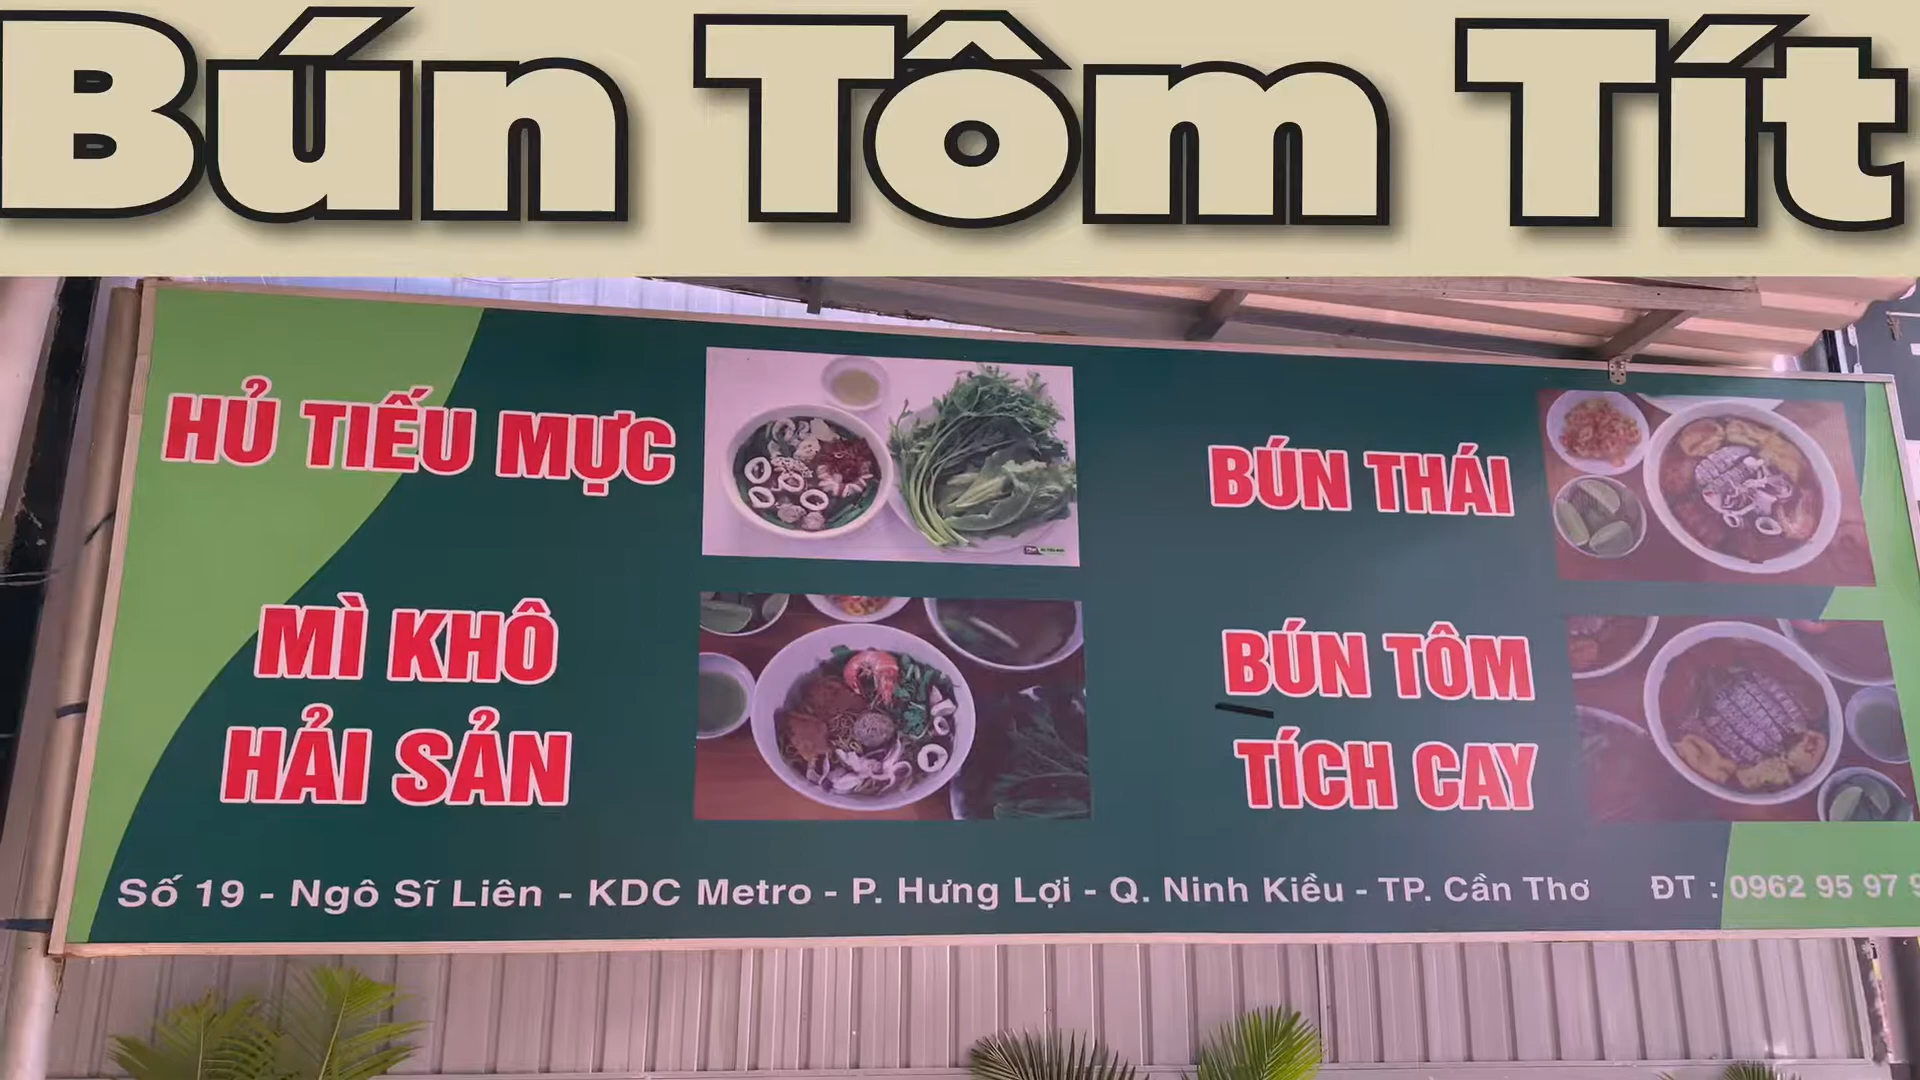 Bún Tôm Tít
HỦ TIẾU MỰC
BÚN THÁI
MÌ KHÔ
HẢI SẢN
BÚN TÔM
TÍCH CAY
Số 19 - Ngô Sĩ Liên - KDC Metro - P. Hưng Lợi - Q. Ninh Kiều - TP. Cần Thơ ĐT : 0962 95 97